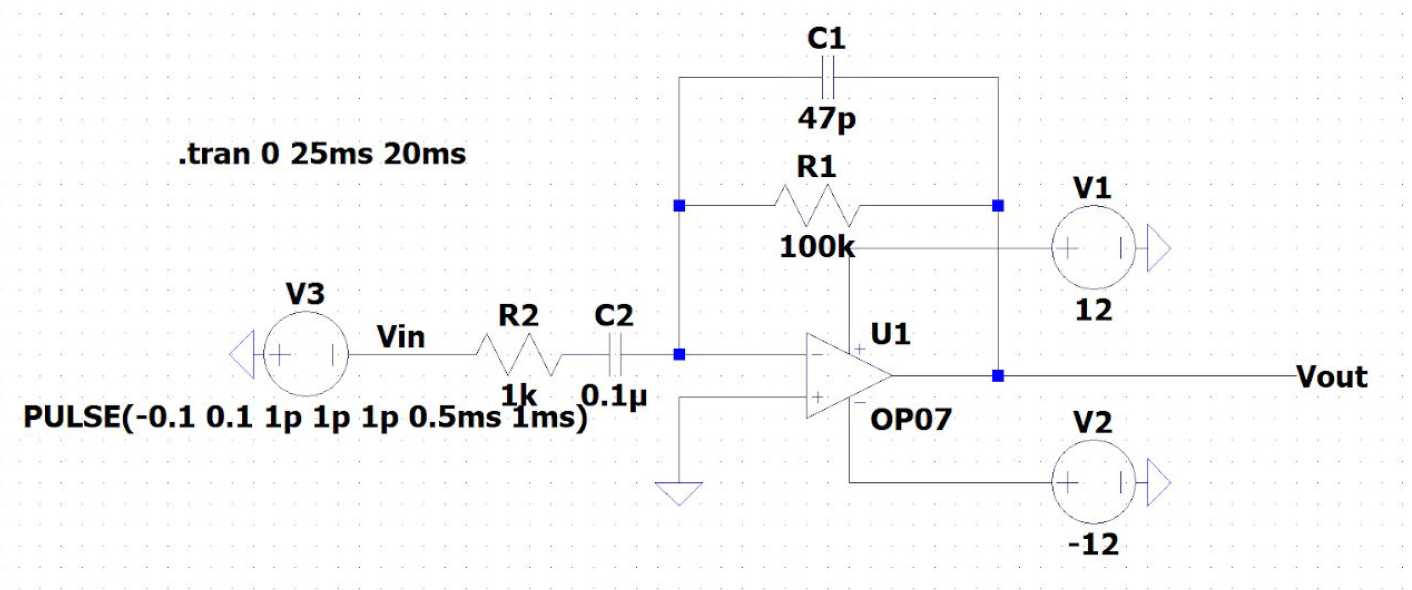 C1
47p
.tran 0 25ms 20ms
R1
100k
V1
+
12
V3
Vin
+
R2
1k
C2
0.1µ
PULSE(-0.1 0.1 1p 1p 1p 0.5ms 1ms)
U1
+
−
+
−
OP07
Vout
V2
+
-12